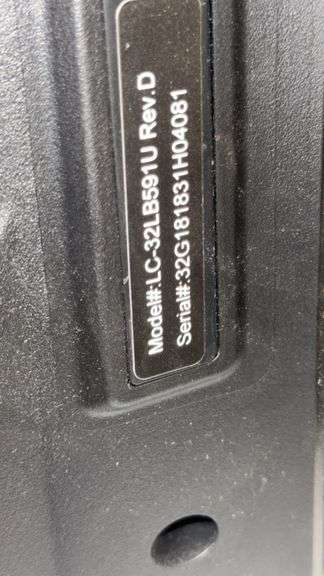 Model#:LC-32LB591U Rev.D
Serial#:32G181831H04081